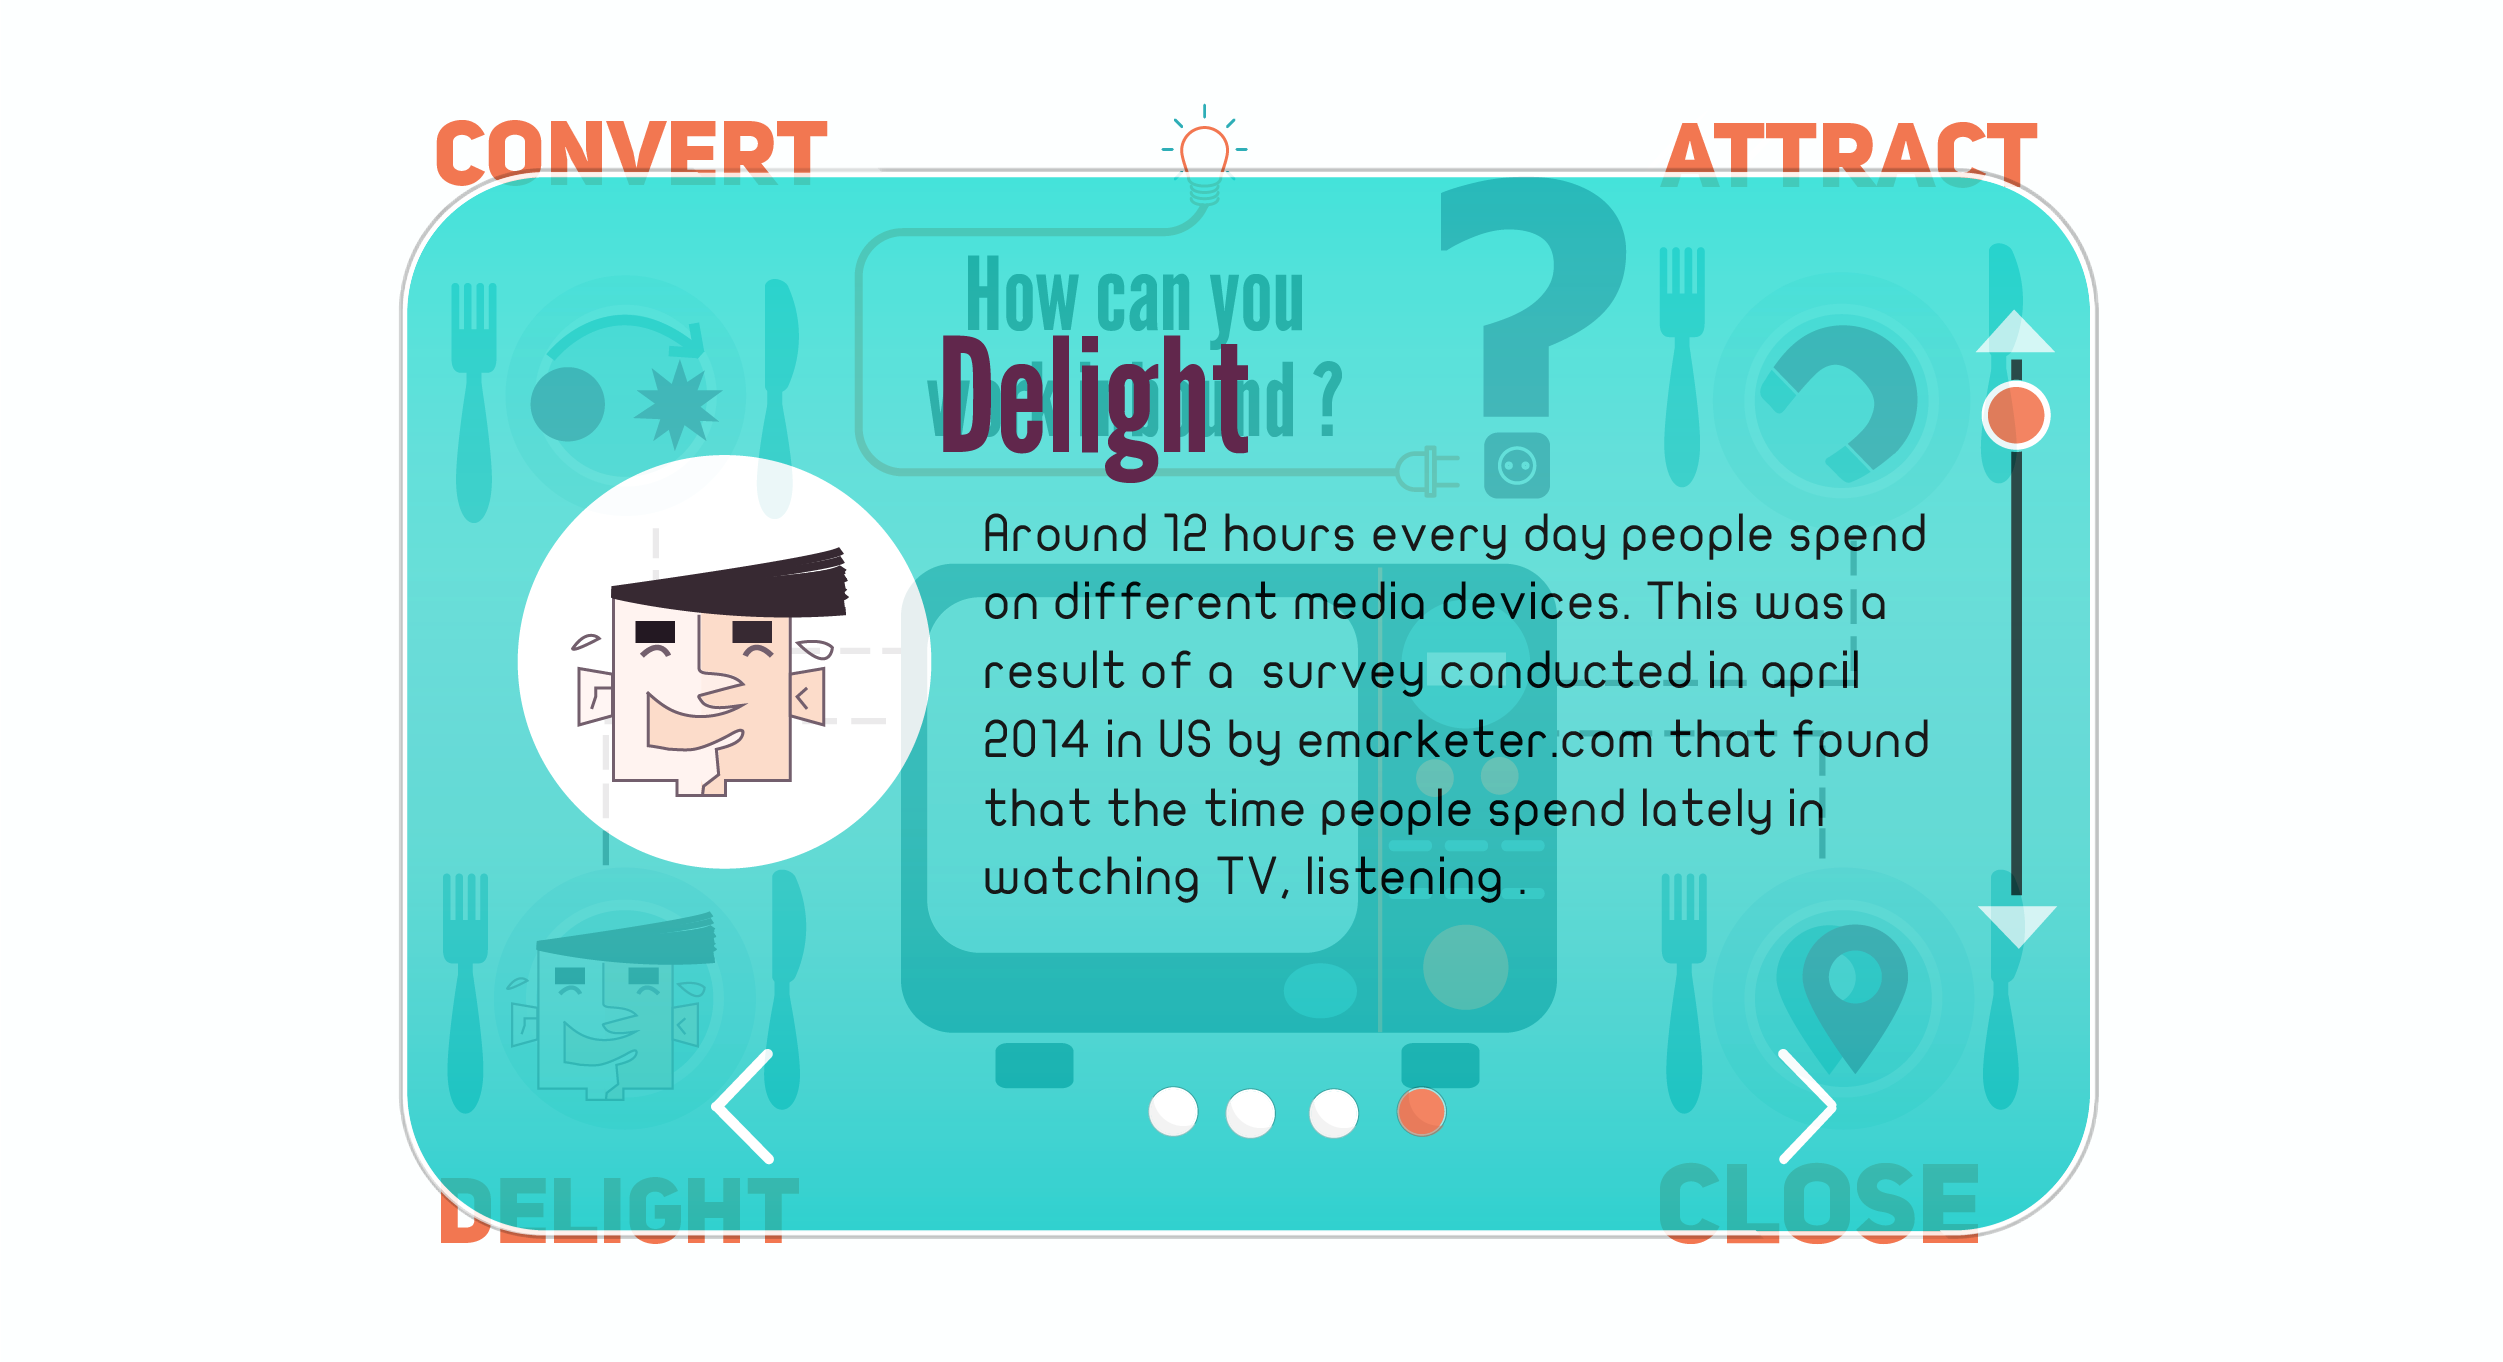 CONVERT
ATTRACT
How can you
work inbound ?
Delight
Around 12 hours every day people spend
on different media devices. This was a
result of a  survey conducted in april
2014 in US by emarketer.com that found
that the time people spend lately in
watching TV, listening .
DELIGHT
CLOSE